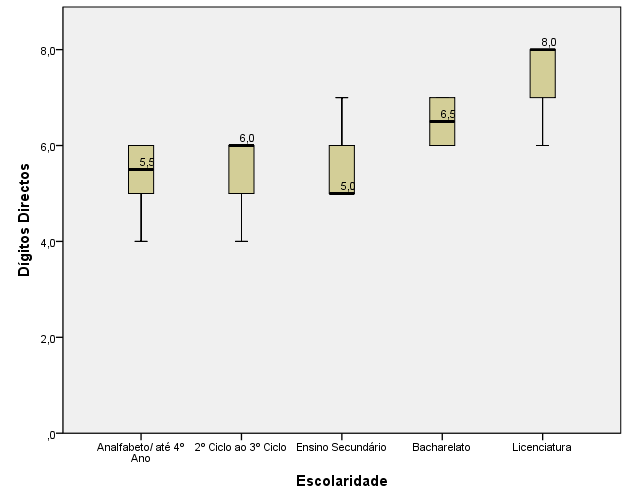 8,0
6,0
4,0
2,0
,0
Dígitos Directos
5,5
6,0
5,0
6,5
8,0
Analfabeto/ até 4º
Ano
2º Ciclo ao 3º Ciclo
Ensino Secundário
Bacharelato
Licenciatura
Escolaridade